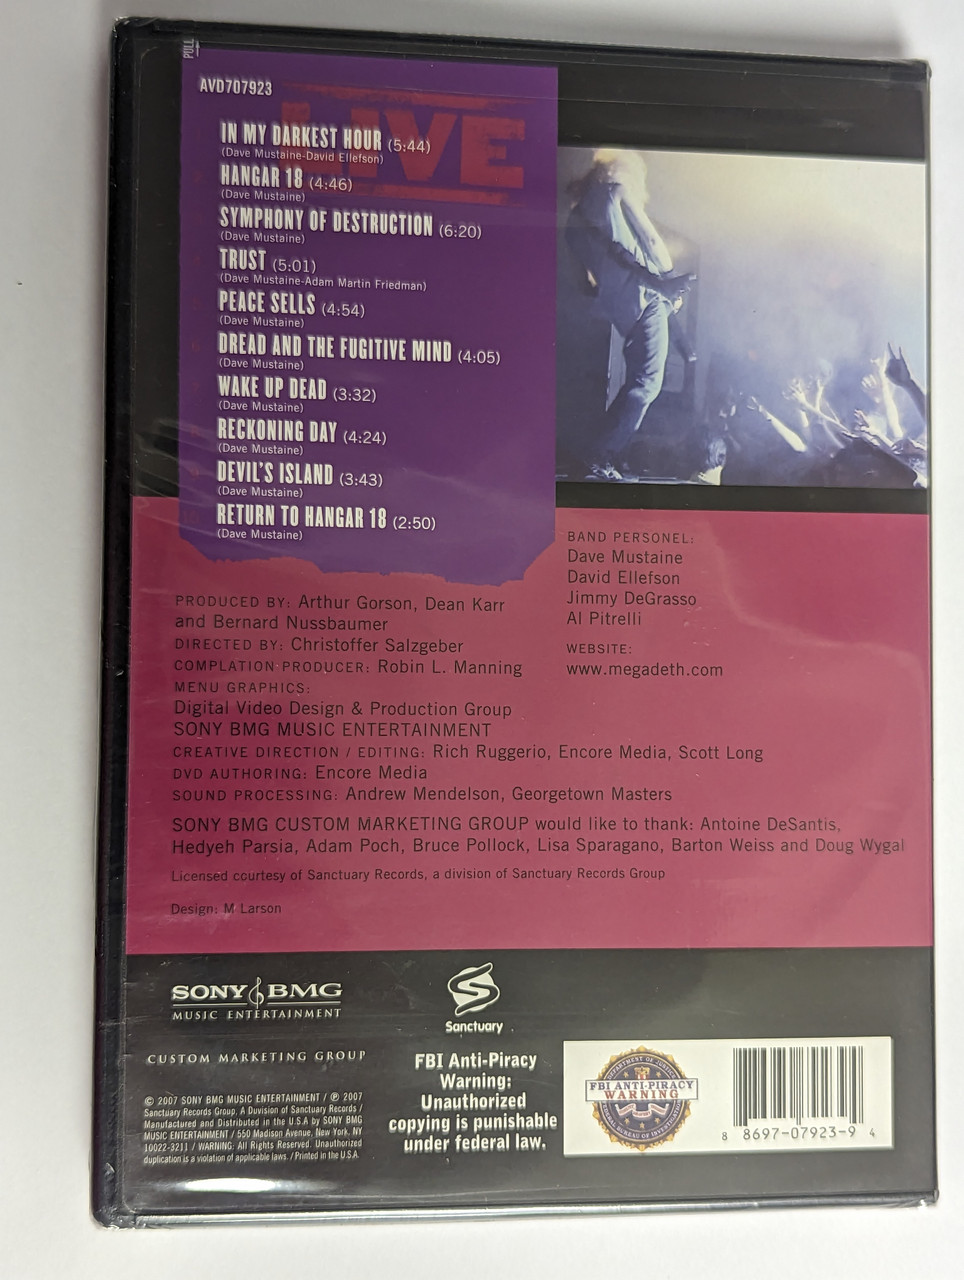 PULL
AVD707923
LIVE
IN MY DARKEST HOUR (5:44)
(Dave Mustaine-David Ellefson)
HANGAR 18 (4:46)
(Dave Mustaine)
SYMPHONY OF DESTRUCTION (6:20)
(Dave Mustaine)
TRUST (5:01)
(Dave Mustaine-Adam Martin Friedman)
PEACE SELLS (4:54)
(Dave Mustaine)
DREAD AND THE FUGITIVE MIND (4:05)
(Dave Mustaine)
WAKE UP DEAD (3:32)
(Dave Mustaine)
RECKONING DAY (4:24)
(Dave Mustaine)
DEVIL'S ISLAND (3:43)
(Dave Mustaine)
RETURN TO HANGAR 18 (2:50)
(Dave Mustaine)
BAND PERSONEL:
Dave Mustaine
David Ellefson
Jimmy DeGrasso
Al Pitrelli
WEBSITE:
www.megadeth.com
PRODUCED BY: Arthur Gorson, Dean Karr
and Bernard Nussbaumer
DIRECTED BY: Christoffer Salzgeber
COMPLATION PRODUCER: Robin L. Manning
MENU GRAPHICS:
Digital Video Design & Production Group
SONY BMG MUSIC ENTERTAINMENT
CREATIVE DIRECTION / EDITING: Rich Ruggerio, Encore Media, Scott Long
DVD AUTHORING: Encore Media
SOUND PROCESSING: Andrew Mendelson, Georgetown Masters
SONY BMG CUSTOM MARKETING GROUP would like to thank: Antoine DeSantis,
Hedyeh Parsia, Adam Poch, Bruce Pollock, Lisa Sparagano, Barton Weiss and Doug Wygal
Licensed courtesy of Sanctuary Records, a division of Sanctuary Records Group
Design: M Larson
SONY BMG
MUSIC ENTERTAINMENT
CUSTOM MARKETING GROUP
© 2007 SONY BMG MUSIC ENTERTAINMENT / ℗ 2007
Sanctuary Records Group, A Division of Sanctuary Records /
Manufactured and Distributed in the U.S.A by SONY BMG
MUSIC ENTERTAINMENT / 550 Madison Avenue, New York, NY
10022-3211 / WARNING: All Rights Reserved. Unauthorized
duplication is a violation of applicable laws. / Printed in the U.S.A.
Sanctuary
FBI Anti-Piracy
Warning:
Unauthorized
copying is punishable
under federal law.
DEPARTMENT OF JUSTICE
FBI ANTI-PIRACY
WARNING
FEDERAL BUREAU OF INVESTIGATION
8 8697-07923-9 4